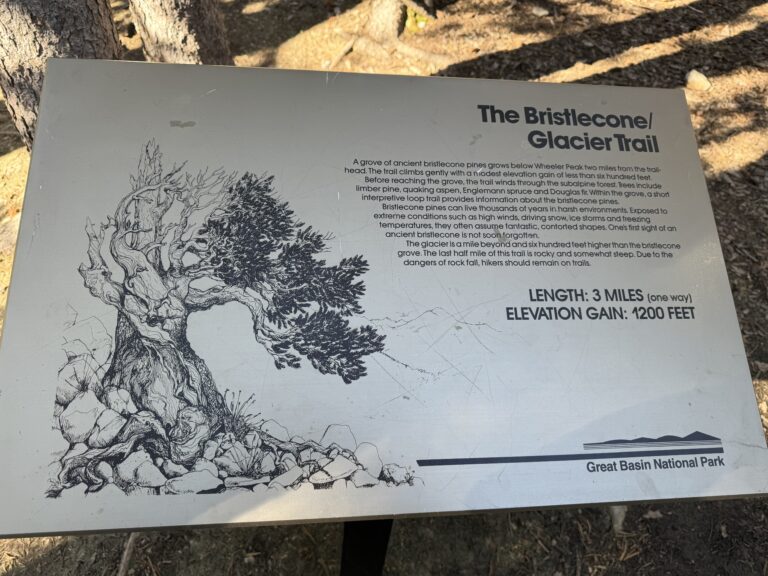 The Bristlecone/
Glacier Trail
A grove of ancient bristlecone pines grows below Wheeler Peak two miles from the trail-
head. The trail climbs gently with a modest elevation gain of less than six hundred feet.
Before reaching the grove, the trail winds through the subalpine forest. Trees include
limber pine, quaking aspen, Englemann spruce and Douglas fir. Within the grove, a short
interpretive loop trail provides information about the bristlecone pines.
Bristlecone pines can live thousands of years in harsh environments. Exposed to
extreme conditions such as high winds, driving snow, ice storms and freezing
temperatures, they often assume fantastic, contorted shapes. One's first sight of an
ancient bristlecone is not soon forgotten.
The glacier is a mile beyond and six hundred feet higher than the bristlecone
grove. The last half mile of this trail is rocky and somewhat steep. Due to the
dangers of rock fall, hikers should remain on trails.
LENGTH: 3 MILES (one way)
ELEVATION GAIN: 1200 FEET
Great Basin National Park